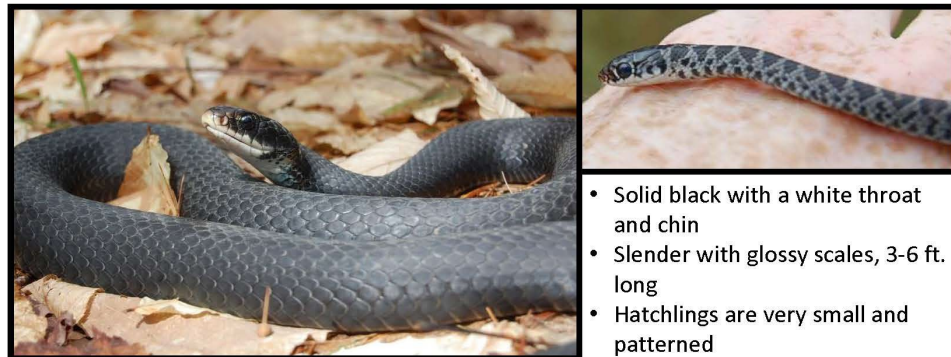 • Solid black with a white throat
and chin
• Slender with glossy scales, 3-6 ft.
long
• Hatchlings are very small and
patterned